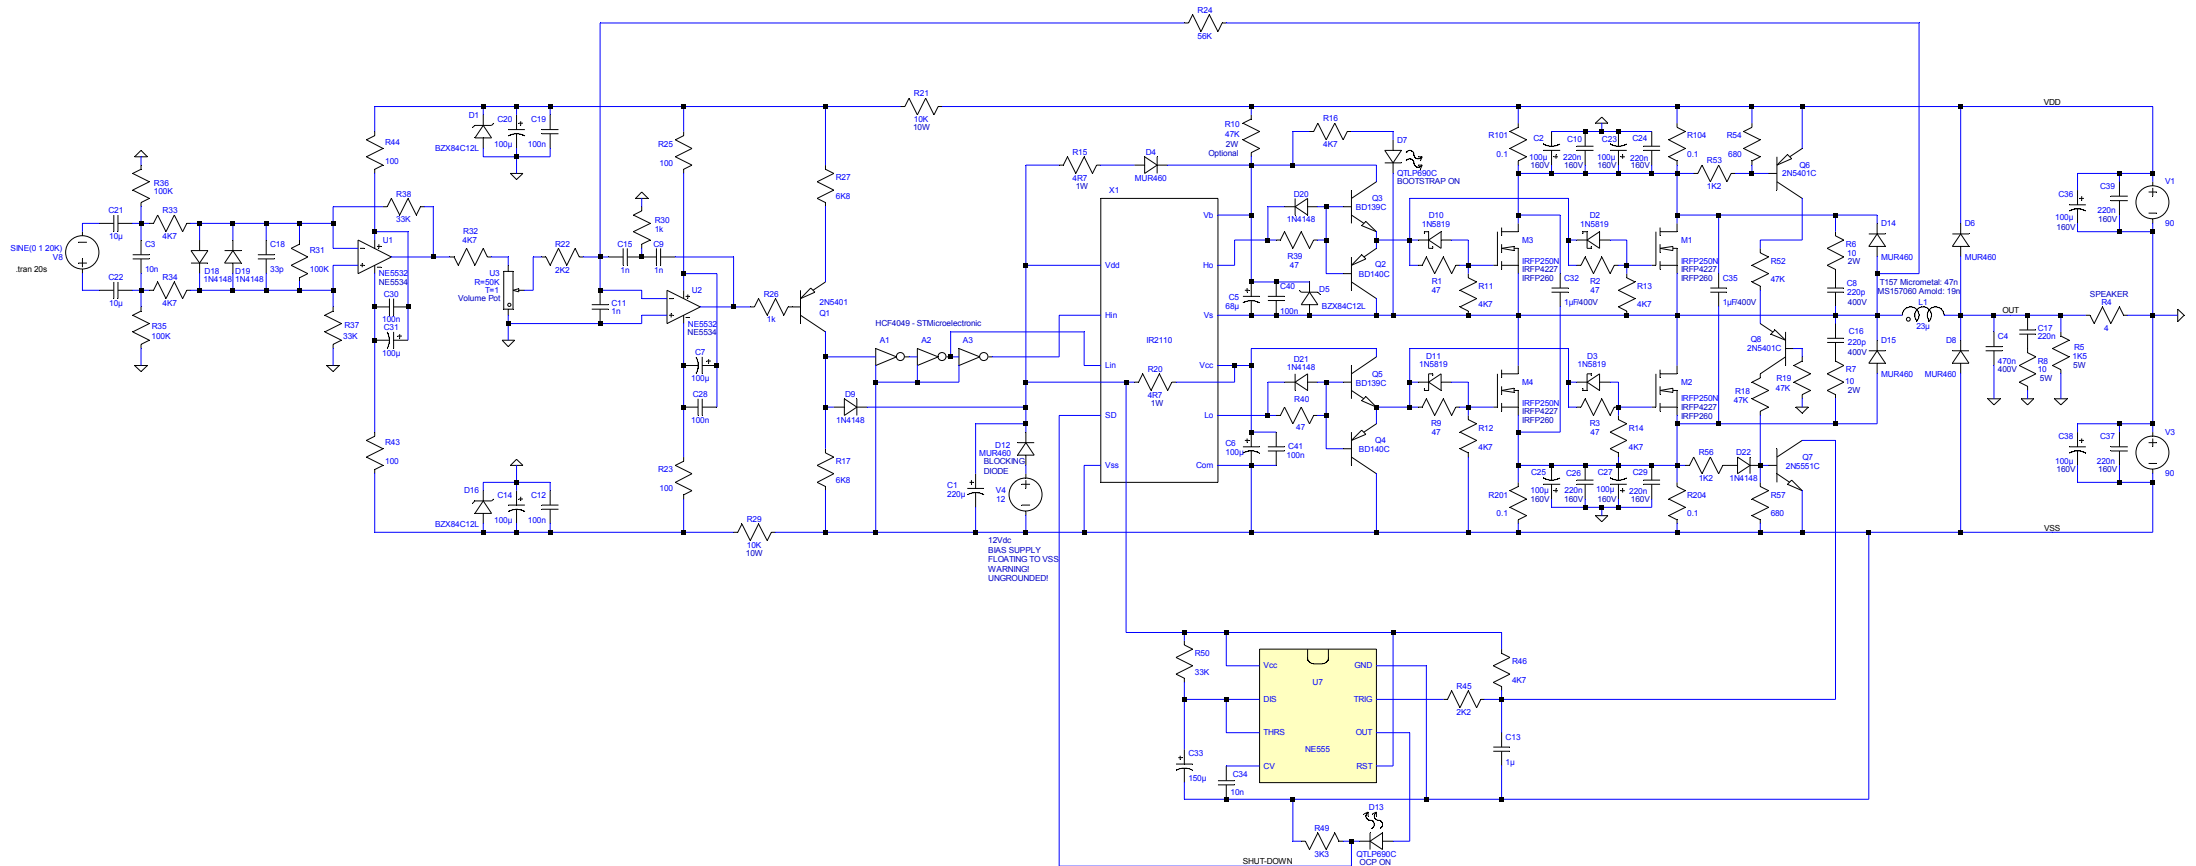 R24
56K
R21
10K
10W
VDD
D1
BZX84C12L
C20
100µ
C19
100n
R44
100
R25
100
R27
6K8
R36
100K
R38
33K
C21
10µ
R33
4K7
SINE(0 1 20K)
V8
.tran 20s
C3
10n
C22
10µ
R34
4K7
R35
100K
D18
1N4148
D19
1N4148
C18
33p
R31
100K
R37
33K
U1
NE5532
NE5534
C30
100n
C31
100µ
R32
4K7
U3
R=50K
T=1
Volume Pot
R22
2K2
C15
1n
R30
1k
C9
1n
C11
1n
U2
NE5532
NE5534
R26
1k
2N5401
Q1
C7
100µ
C28
100n
R43
100
D16
BZX84C12L
C14
100µ
C12
100n
R23
100
R29
10K
10W
R17
6K8
HCF4049 - STMicroelectronic
A1
A2
A3
D9
1N4148
C1
220µ
D12
MUR460
BLOCKING
DIODE
V4
12
12Vdc
BIAS SUPPLY
FLOATING TO VSS
WARNING!
UNGROUNDED!
R15
4R7
1W
D4
MUR460
R20
4R7
1W
X1
Vb
Vdd
Ho
Hin
Vs
IR2110
Lin
Vcc
SD
Lo
Vss
Com
R10
47K
2W
Optional
R16
4K7
D7
QTLP690C
BOOTSTRAP ON
D20
1N4148
R39
47
Q3
BD139C
Q2
BD140C
C5
68µ
C40
100n
D5
BZX84C12L
D21
1N4148
R40
47
Q5
BD139C
Q4
BD140C
C6
100µ
C41
100n
D10
1N5819
R1
47
R11
4K7
M3
IRFP250N
IRFP4227
IRFP260
D2
1N5819
R2
47
R13
4K7
M1
IRFP250N
IRFP4227
IRFP260
C32
1µF/400V
C35
1µF/400V
D11
1N5819
R9
47
R12
4K7
M4
IRFP250N
IRFP4227
IRFP260
D3
1N5819
R3
47
R14
4K7
M2
IRFP250N
IRFP4227
IRFP260
R101
0.1
C2
100µ
160V
C10
220n
160V
C23
100µ
160V
C24
220n
160V
R104
0.1
R54
680
R53
1K2
Q6
2N5401C
R52
47K
Q8
2N5401C
R18
47K
R19
47K
R201
0.1
C25
100µ
160V
C26
220n
160V
C27
100µ
160V
C29
220n
160V
R204
0.1
R56
1K2
D22
1N4148
Q7
2N5551C
R57
680
R6
10
2W
C8
220p
400V
C16
220p
400V
R7
10
2W
D14
MUR460
D15
MUR460
D6
MUR460
D8
MUR460
T157 Micrometal: 47n
MS157060 Arnold: 19n
L1
23µ
OUT
C4
470n
400V
C17
220n
R8
10
5W
R5
1K5
5W
SPEAKER
R4
4
C36
100µ
160V
C39
220n
160V
V1
90
C38
100µ
160V
C37
220n
160V
V3
90
VSS
R50
33K
C33
150µ
C34
10n
Vcc
GND
U7
DIS
TRIG
THRS
OUT
NE555
CV
RST
R46
4K7
R45
2K2
C13
1µ
R49
3K3
D13
QTLP690C
OCP ON
SHUT-DOWN